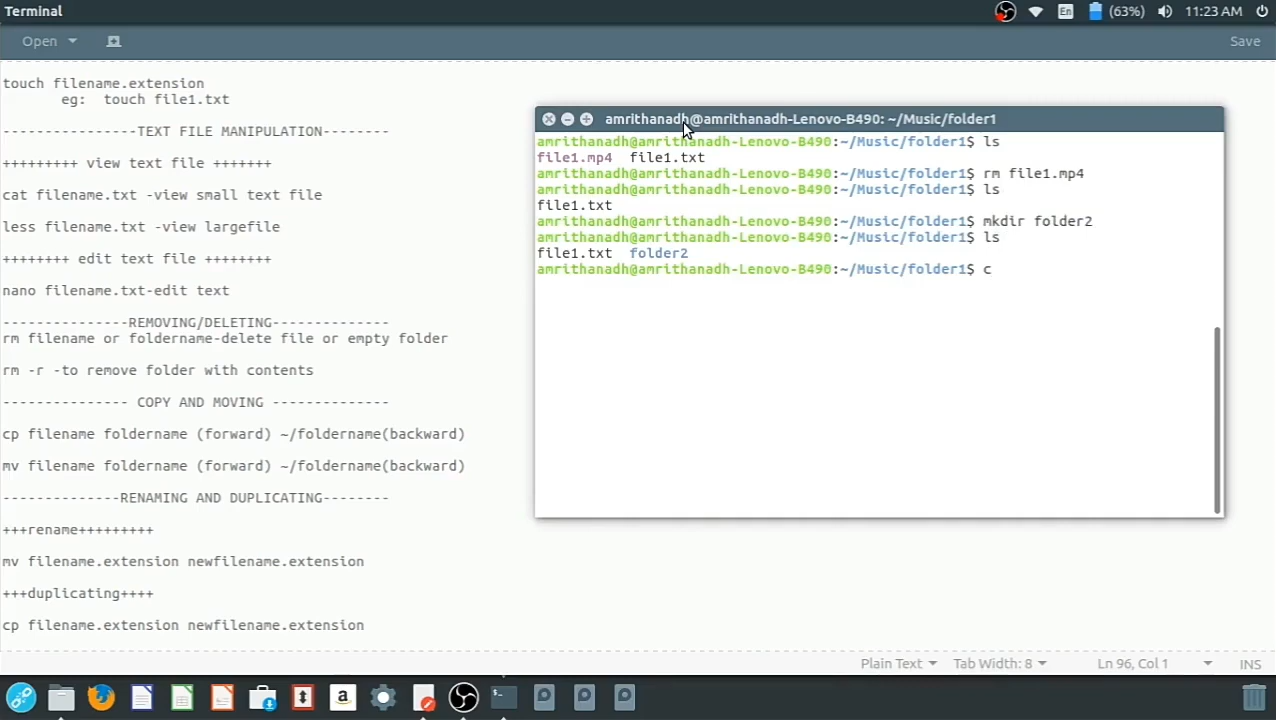 Terminal
En
(63%)
11:23 AM
Open
Save
touch filename.extension
eg: touch file1.txt
----------------TEXT FILE MANIPULATION--------
+++++++++ view text file +++++++
cat filename.txt -view small text file
less filename.txt -view largefile
++++++++ edit text file ++++++++
nano filename.txt-edit text
---------------REMOVING/DELETING--------------
rm filename or foldername-delete file or empty folder
rm -r -to remove folder with contents
--------------- COPY AND MOVING --------------
cp filename foldername (forward) ~/foldername(backward)
mv filename foldername (forward) ~/foldername(backward)
--------------RENAMING AND DUPLICATING--------
+++rename+++++++++
mv filename.extension newfilename.extension
+++duplicating++++
cp filename.extension newfilename.extension
amrithanadh@amrithanadh-Lenovo-B490: ~/Music/folder1
amrithanadh@amrithanadh-Lenovo-B490:~/Music/folder1$ ls
file1.mp4 file1.txt
amrithanadh@amrithanadh-Lenovo-B490:~/Music/folder1$ rm file1.mp4
amrithanadh@amrithanadh-Lenovo-B490:~/Music/folder1$ ls
file1.txt
amrithanadh@amrithanadh-Lenovo-B490:~/Music/folder1$ mkdir folder2
amrithanadh@amrithanadh-Lenovo-B490:~/Music/folder1$ ls
file1.txt folder2
amrithanadh@amrithanadh-Lenovo-B490:~/Music/folder1$ c
Plain Text
Tab Width: 8
Ln 96, Col 1
INS
a